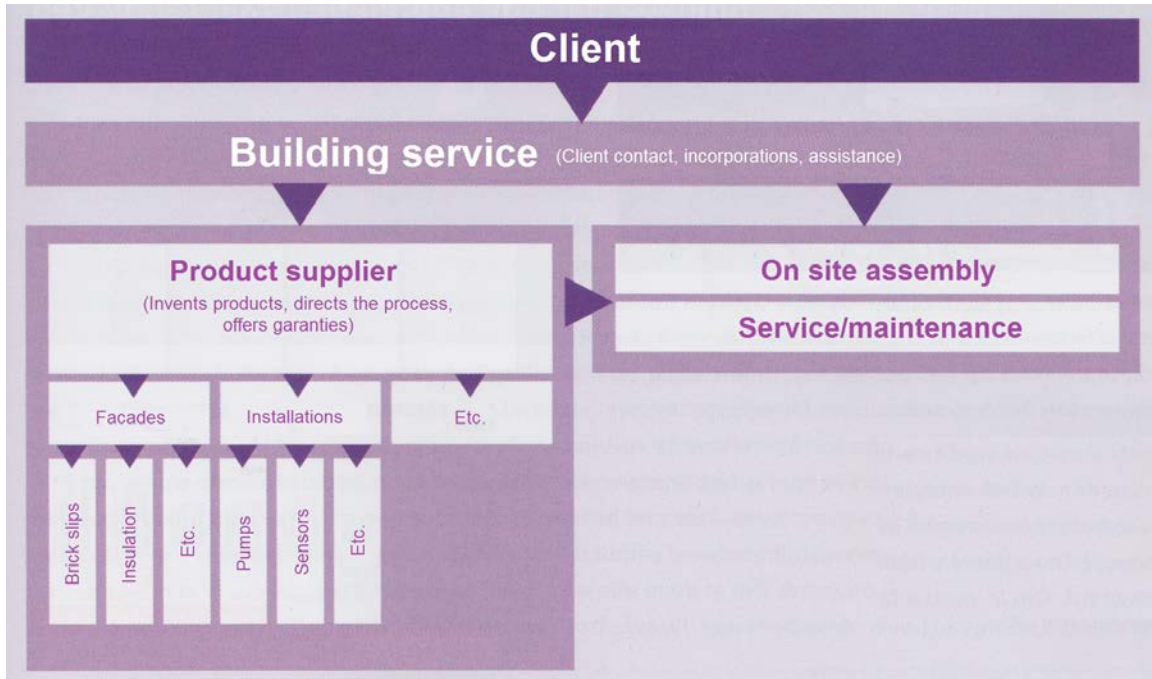 Client
Building service (Client contact, incorporations, assistance)
Product supplier
(Invents products, directs the process,
offers garanties)
On site assembly
Service/maintenance
Facades
Installations
Etc.
Brick slips
Insulation
Etc.
Pumps
Sensors
Etc.